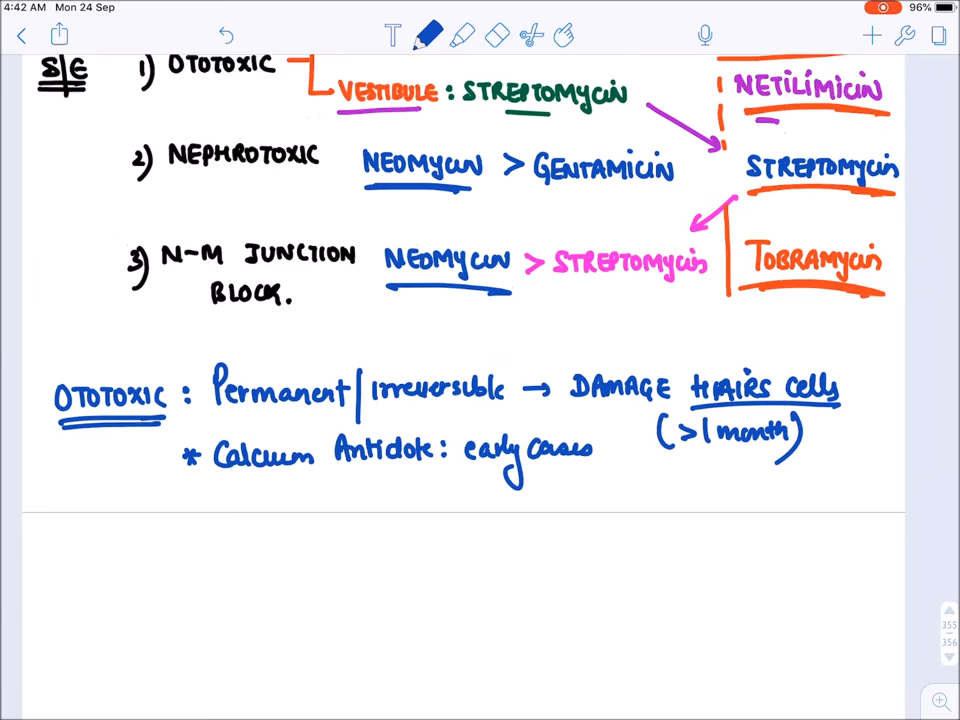 4:42 AM Mon 24 Sep 96%
T
S/E 1) OTOTOXIC
VESTIBULE : STREPTOMYCIN NETILIMICIN
2) NEPHROTOXIC NEOMYCIN > GENTAMICIN STREPTOMYCIN
3) N-M JUNCTION NEOMYCIN > STREPTOMYCIN TOBRAMYCIN
BLOCK.
OTOTOXIC : Permanent / irreversible → DAMAGE HAIRS cells
(>1 month)
* Calcium Antidote : early cases
355
356